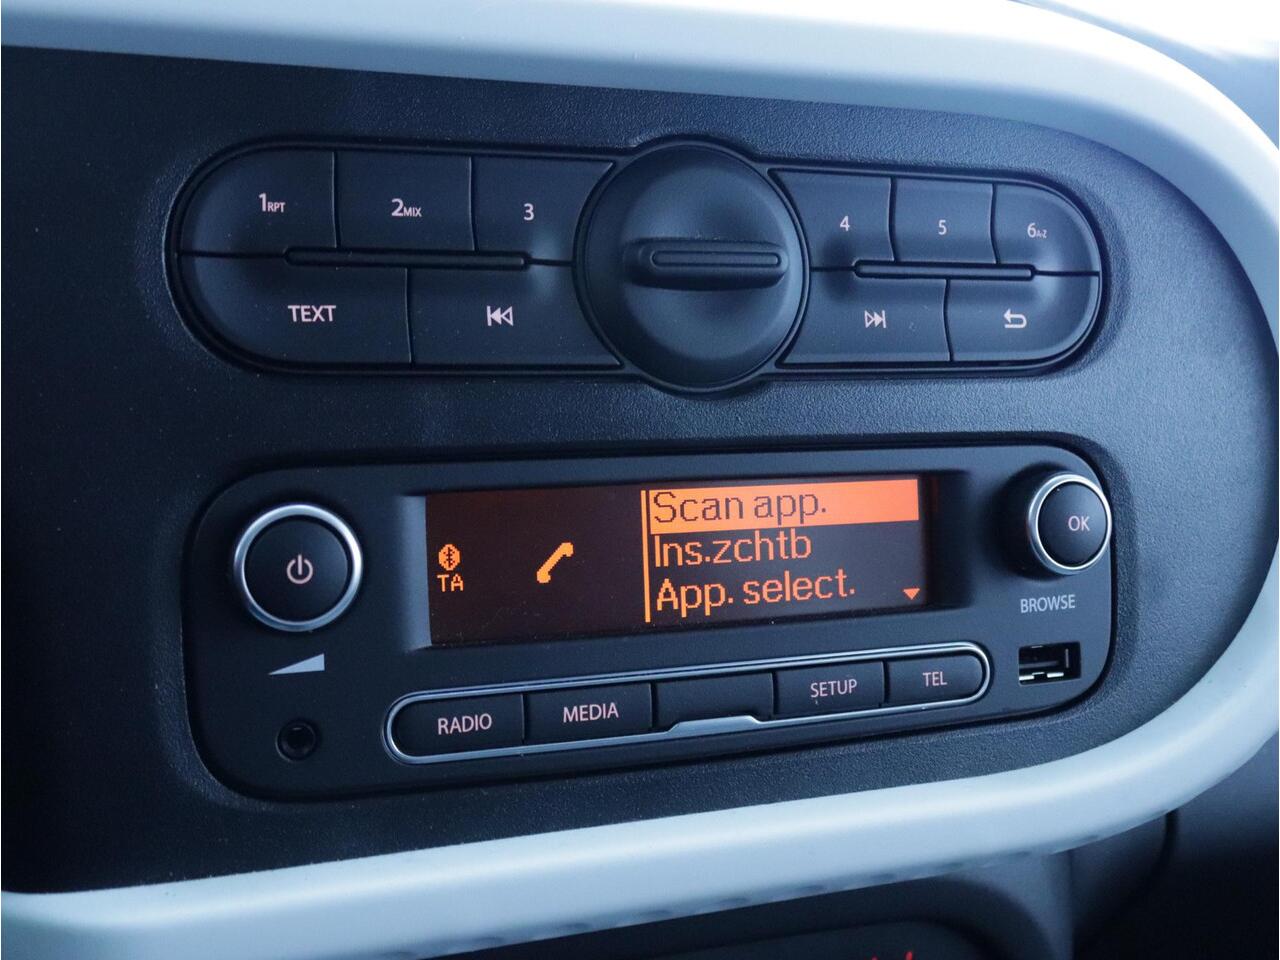 1RPT 2MIX 3 4 5 6A-Z
TEXT
Scan app.
Ins.zchtb
App. select.
TA
OK
BROWSE
RADIO MEDIA SETUP TEL